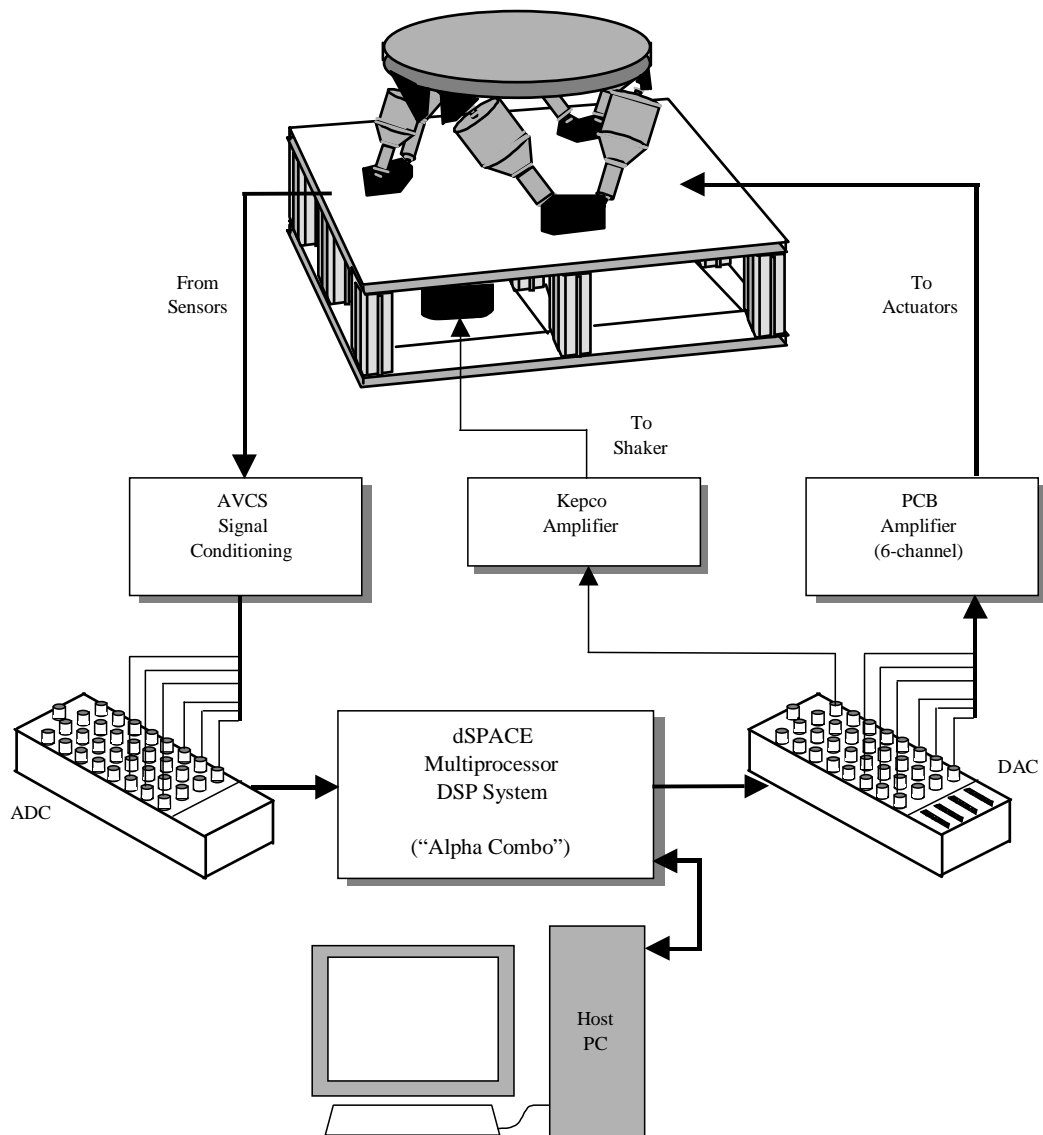 From
Sensors
To
Actuators
To
Shaker
AVCS
Signal
Conditioning
Kepco
Amplifier
PCB
Amplifier
(6-channel)
ADC
dSPACE
Multiprocessor
DSP System
(“Alpha Combo”)
DAC
Host
PC